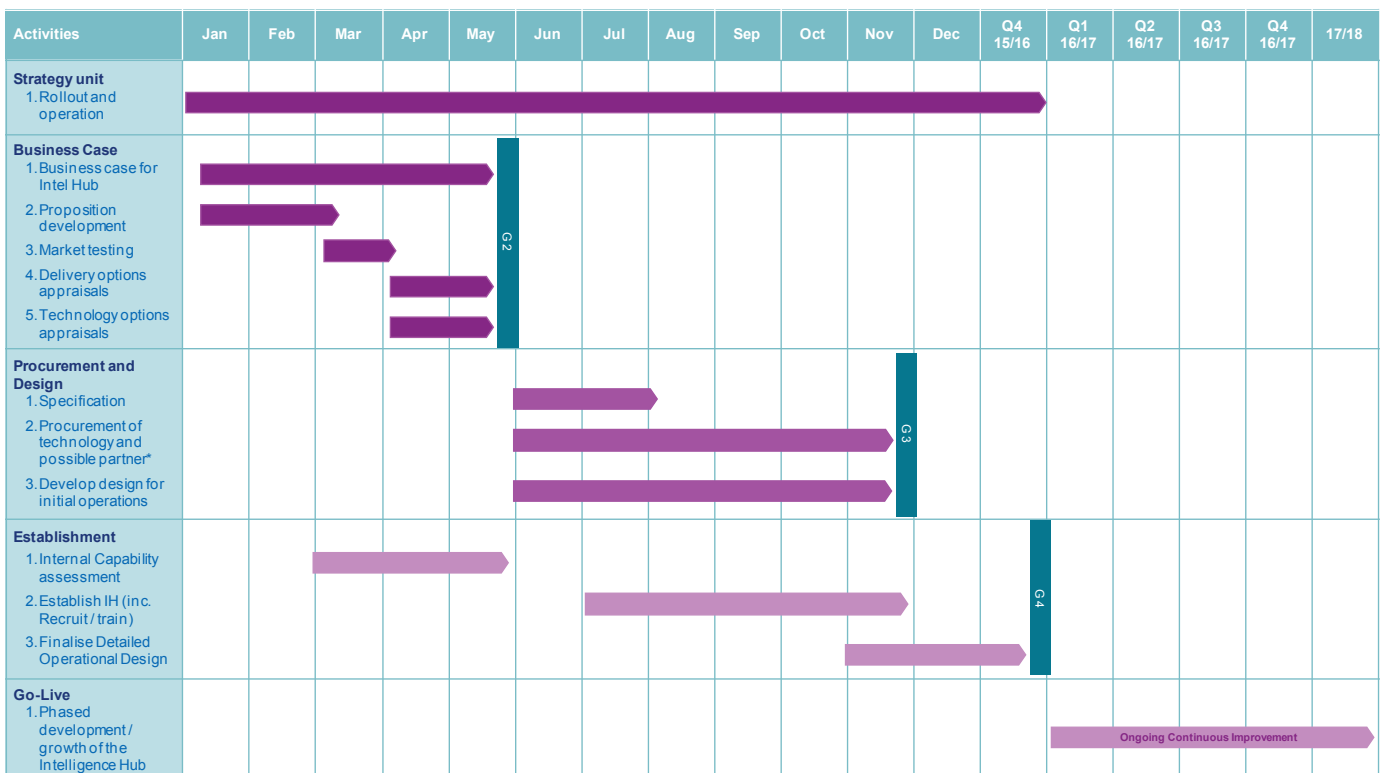 Activities Jan Feb Mar Apr May Jun Jul Aug Sep Oct Nov Dec Q4 15/16 Q1 16/17 Q2 16/17 Q3 16/17 Q4 16/17 17/18
Strategy unit
1. Rollout and
operation
Business Case
1. Business case for
Intel Hub
2. Proposition
development
3. Market testing
4. Delivery options
appraisals
5. Technology options
appraisals
G 2
Procurement and
Design
1. Specification
2. Procurement of
technology and
possible partner*
3. Develop design for
initial operations
G 3
Establishment
1. Internal Capability
assessment
2. Establish IH (inc.
Recruit / train)
3. Finalise Detailed
Operational Design
G 4
Go-Live
1. Phased
development /
growth of the
Intelligence Hub
Ongoing Continuous Improvement